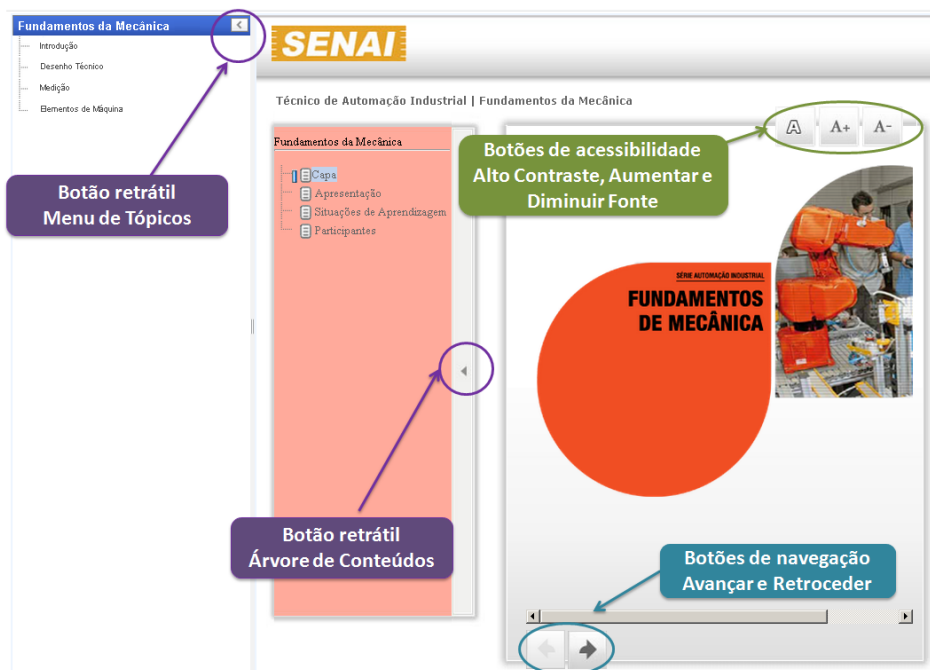 Fundamentos da Mecânica
Introdução
Desenho Técnico
Medição
Elementos de Máquina
Botão retrátil
Menu de Tópicos
SENAI
Técnico de Automação Industrial | Fundamentos da Mecânica
Fundamentos da Mecânica
Capa
Apresentação
Situações de Aprendizagem
Participantes
Botão retrátil
Árvore de Conteúdos
A
A+
A-
Botões de acessibilidade
Alto Contraste, Aumentar e
Diminuir Fonte
SÉRIE AUTOMAÇÃO INDUSTRIAL
FUNDAMENTOS
DE MECÂNICA
Botões de navegação
Avançar e Retroceder